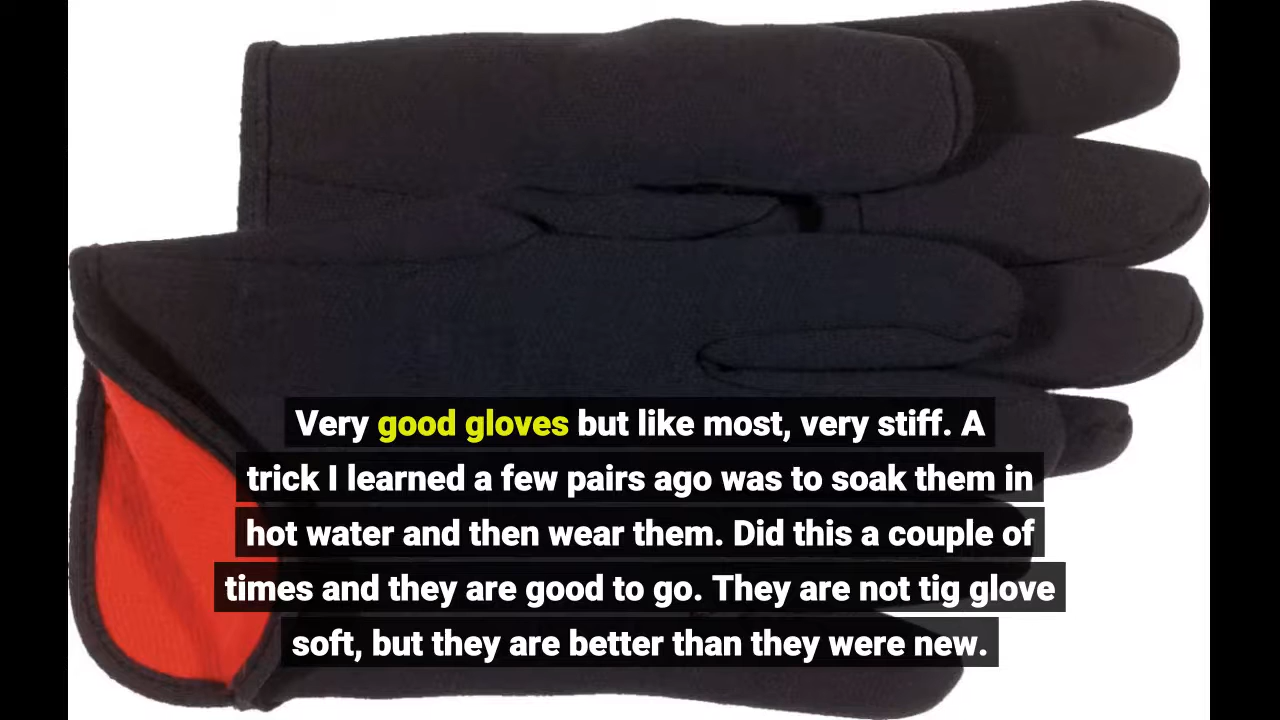 Very good gloves but like most, very stiff. A
trick I learned a few pairs ago was to soak them in
hot water and then wear them. Did this a couple of
times and they are good to go. They are not tig glove
soft, but they are better than they were new.